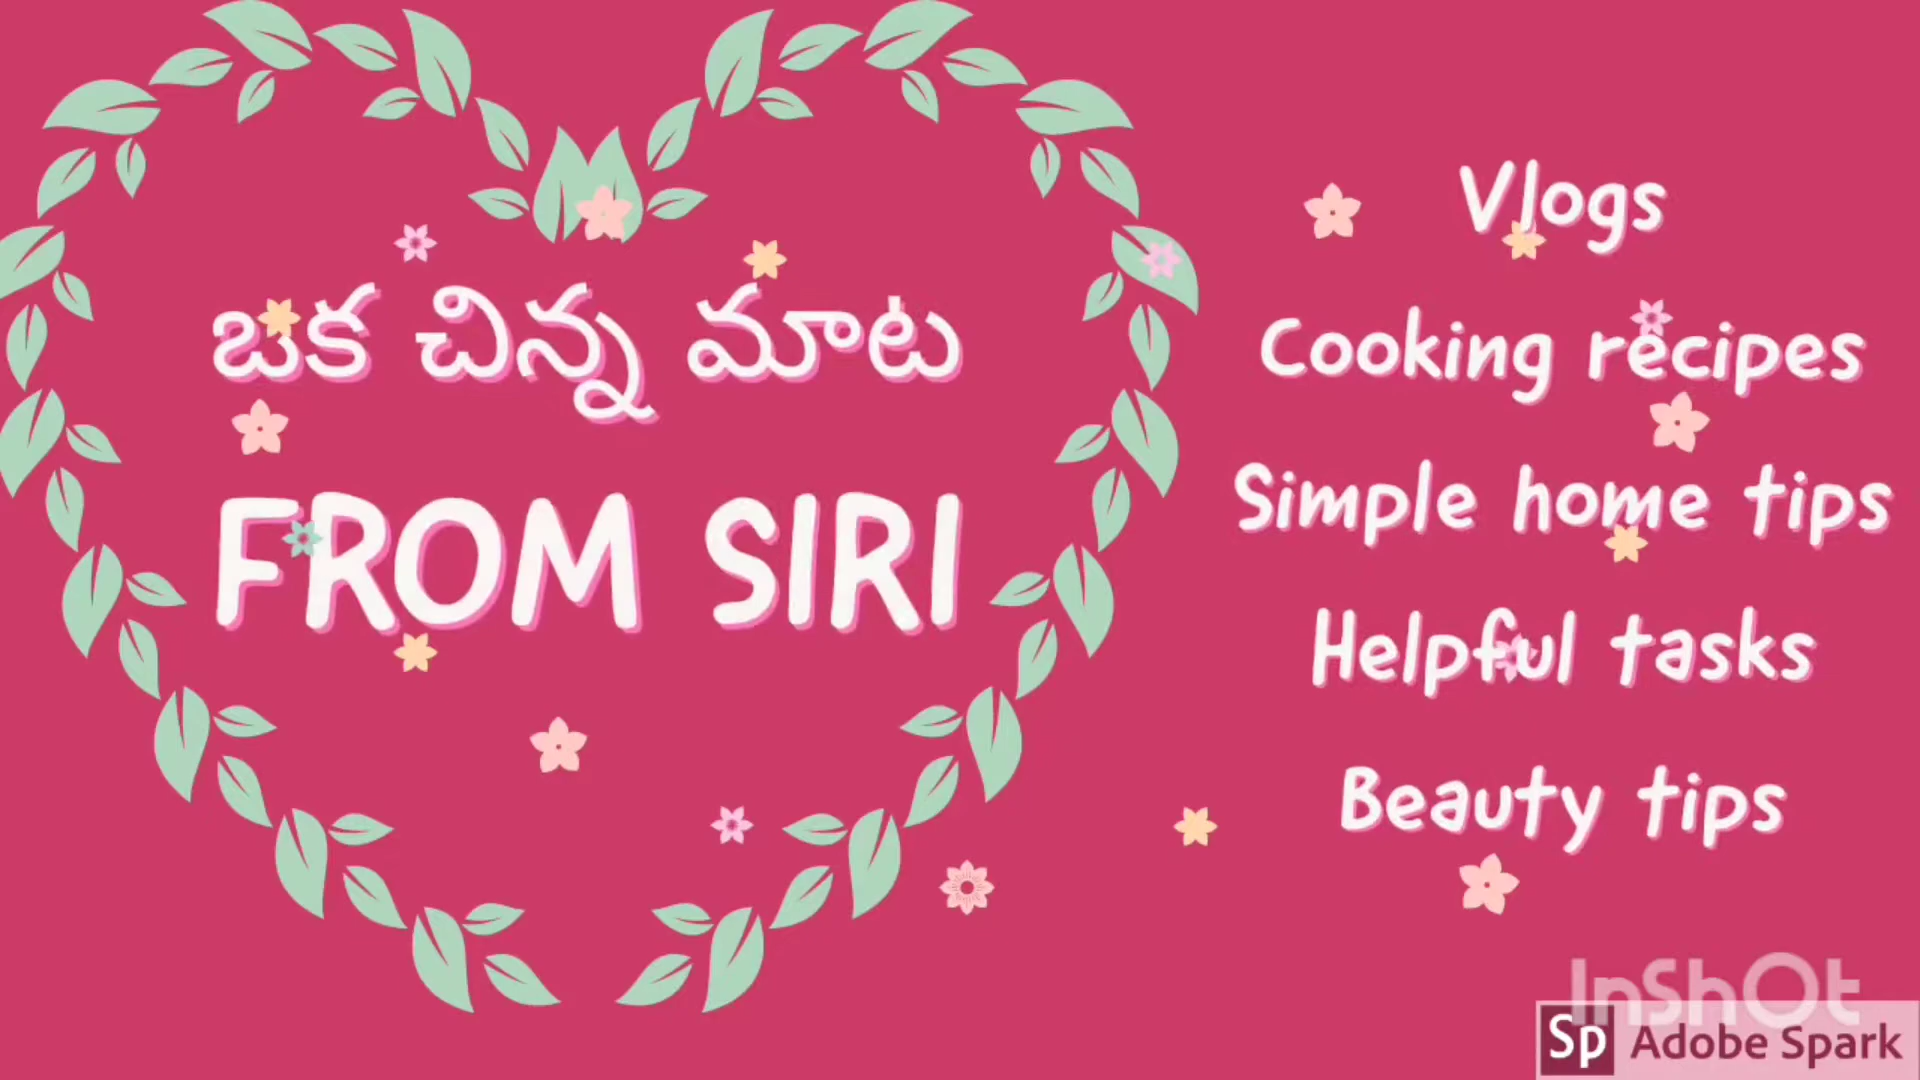 ఒక చిన్న మాట
FROM SIRI
Vlogs
Cooking recipes
Simple home tips
Helpful tasks
Beauty tips
InShOt
Sp Adobe Spark